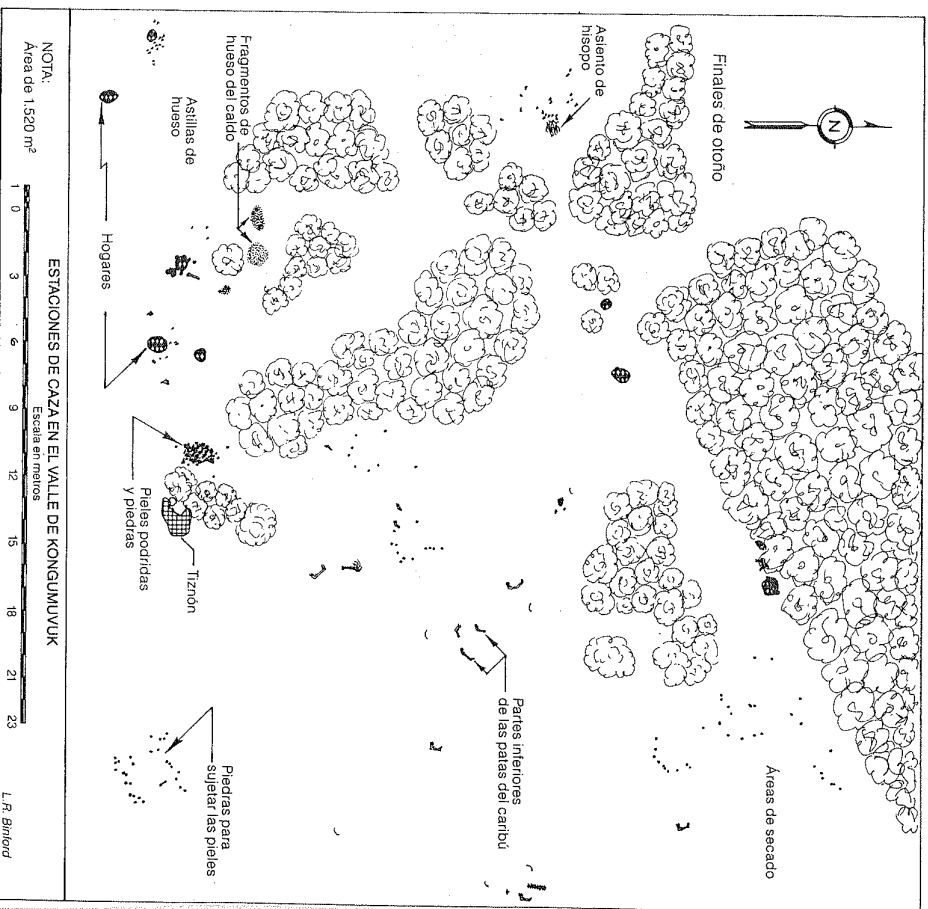 Finales de otoño
N
Asiento de
hisopo
Fragmentos de
hueso del caldo
Astillas de
hueso
Hogares
Áreas de secado
Partes inferiores
de las patas del caribú
Pieles podridas
y piedras
Tiznón
Piedras para
sujetar las pieles
ESTACIONES DE CAZA EN EL VALLE DE KONGUMUVUK
NOTA:
Área de 1.520 m²
1 0 3 6 9 12 15 18 21 23
Escala en metros
L.R. Binford